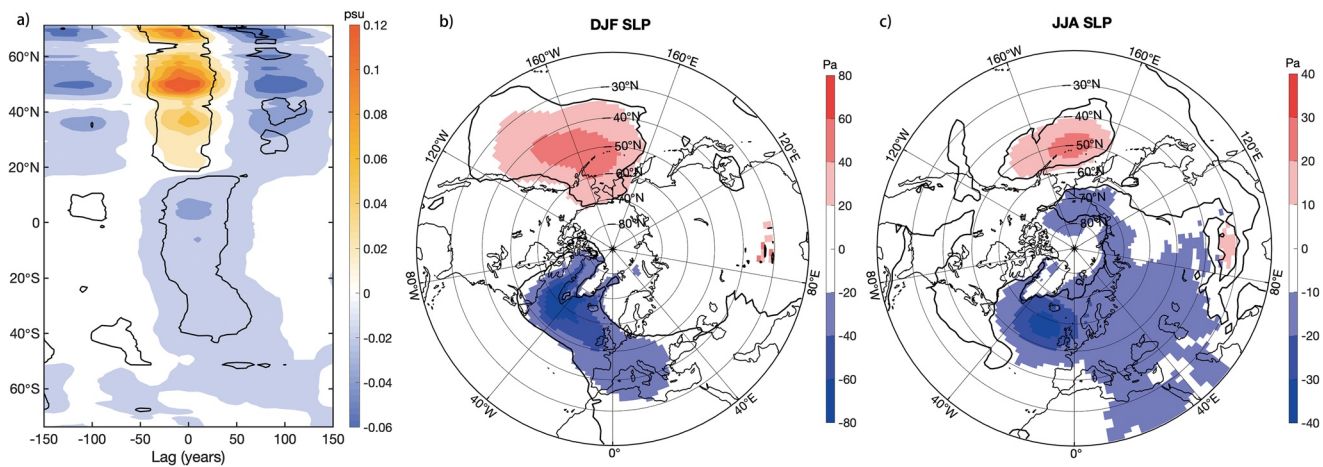 a)
psu
0.12
0.1
0.08
0.06
0.04
0.02
0
-0.02
-0.04
-0.06
60°N
40°N
20°N
0
20°S
40°S
60°S
-150 -100 -50 0 50 100 150
Lag (years)
b)
DJF SLP
160°W
160°E
120°W
120°E
80°W
80°E
40°W
40°E
0°
30°N
40°N
50°N
60°N
70°N
80°N
Pa
80
60
40
20
0
-20
-40
-60
-80
c)
JJA SLP
160°W
160°E
120°W
120°E
80°W
80°E
40°W
40°E
0°
30°N
40°N
50°N
60°N
70°N
80°N
Pa
40
30
20
10
0
-10
-20
-30
-40